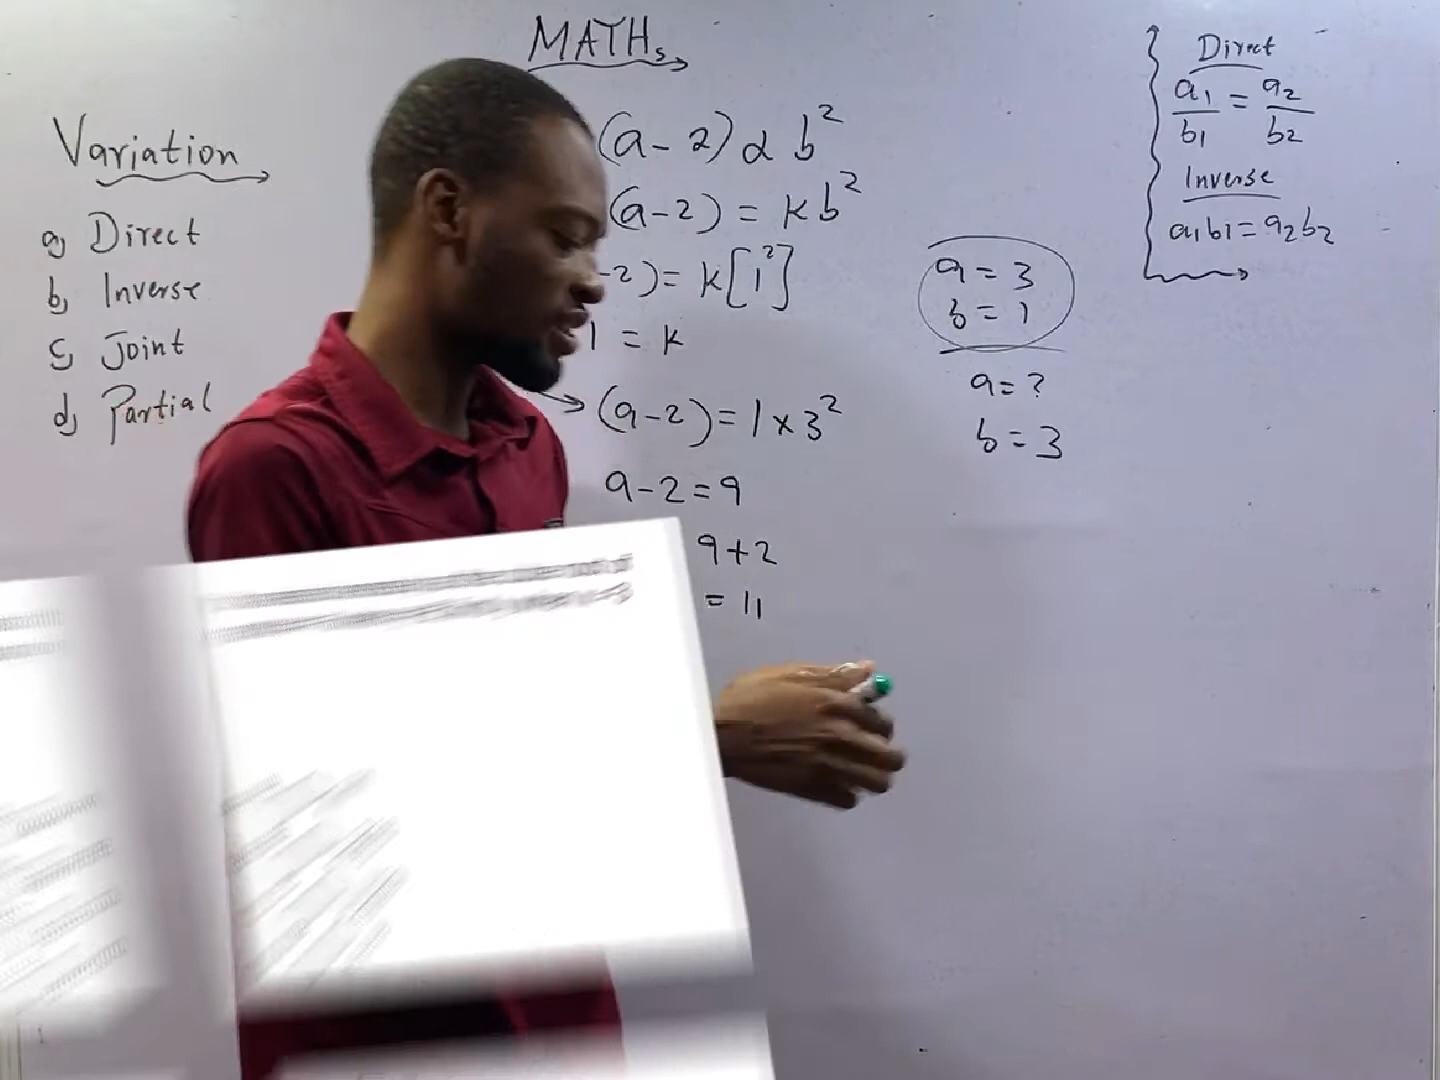 MATHs
Variation
a) Direct
b) Inverse
c) Joint
d) Partial
(a-2) α b²
(a-2) = kb²
-2) = k[1²]
1 = k
(a-2) = 1 x 3²
a-2 = 9
9+2
= 11
a = 3
b = 1
a = ?
b = 3
Direct
a1/b1 = a2/b2
Inverse
a1b1 = a2b2